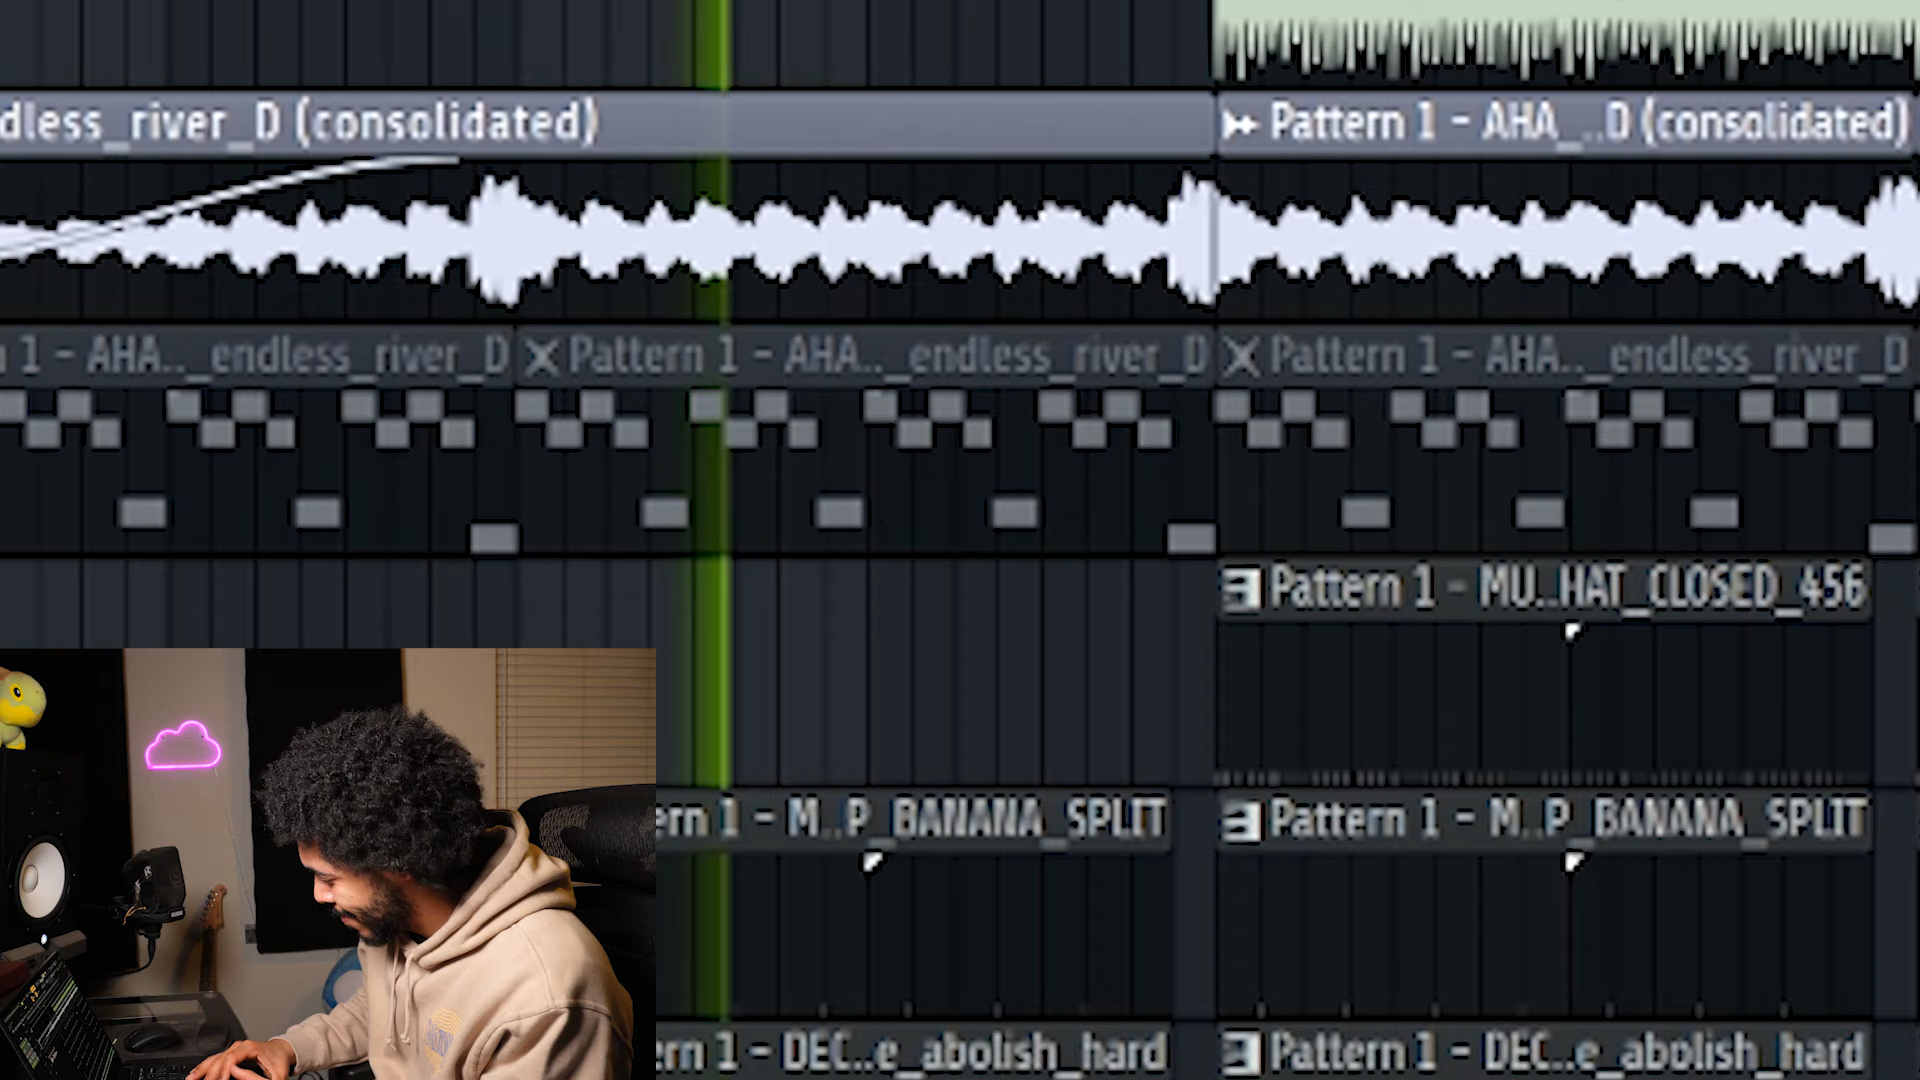 dless_river_D (consolidated)
Pattern 1 - AHA_..D (consolidated)
1 - AHA.._endless_river_D
Pattern 1 - AHA.._endless_river_D
Pattern 1 - AHA.._endless_river_D
Pattern 1 - MU..HAT_CLOSED_456
ern 1 - M..P_BANANA_SPLIT
Pattern 1 - M..P_BANANA_SPLIT
ern 1 - DEC..e_abolish_hard
Pattern 1 - DEC..e_abolish_hard